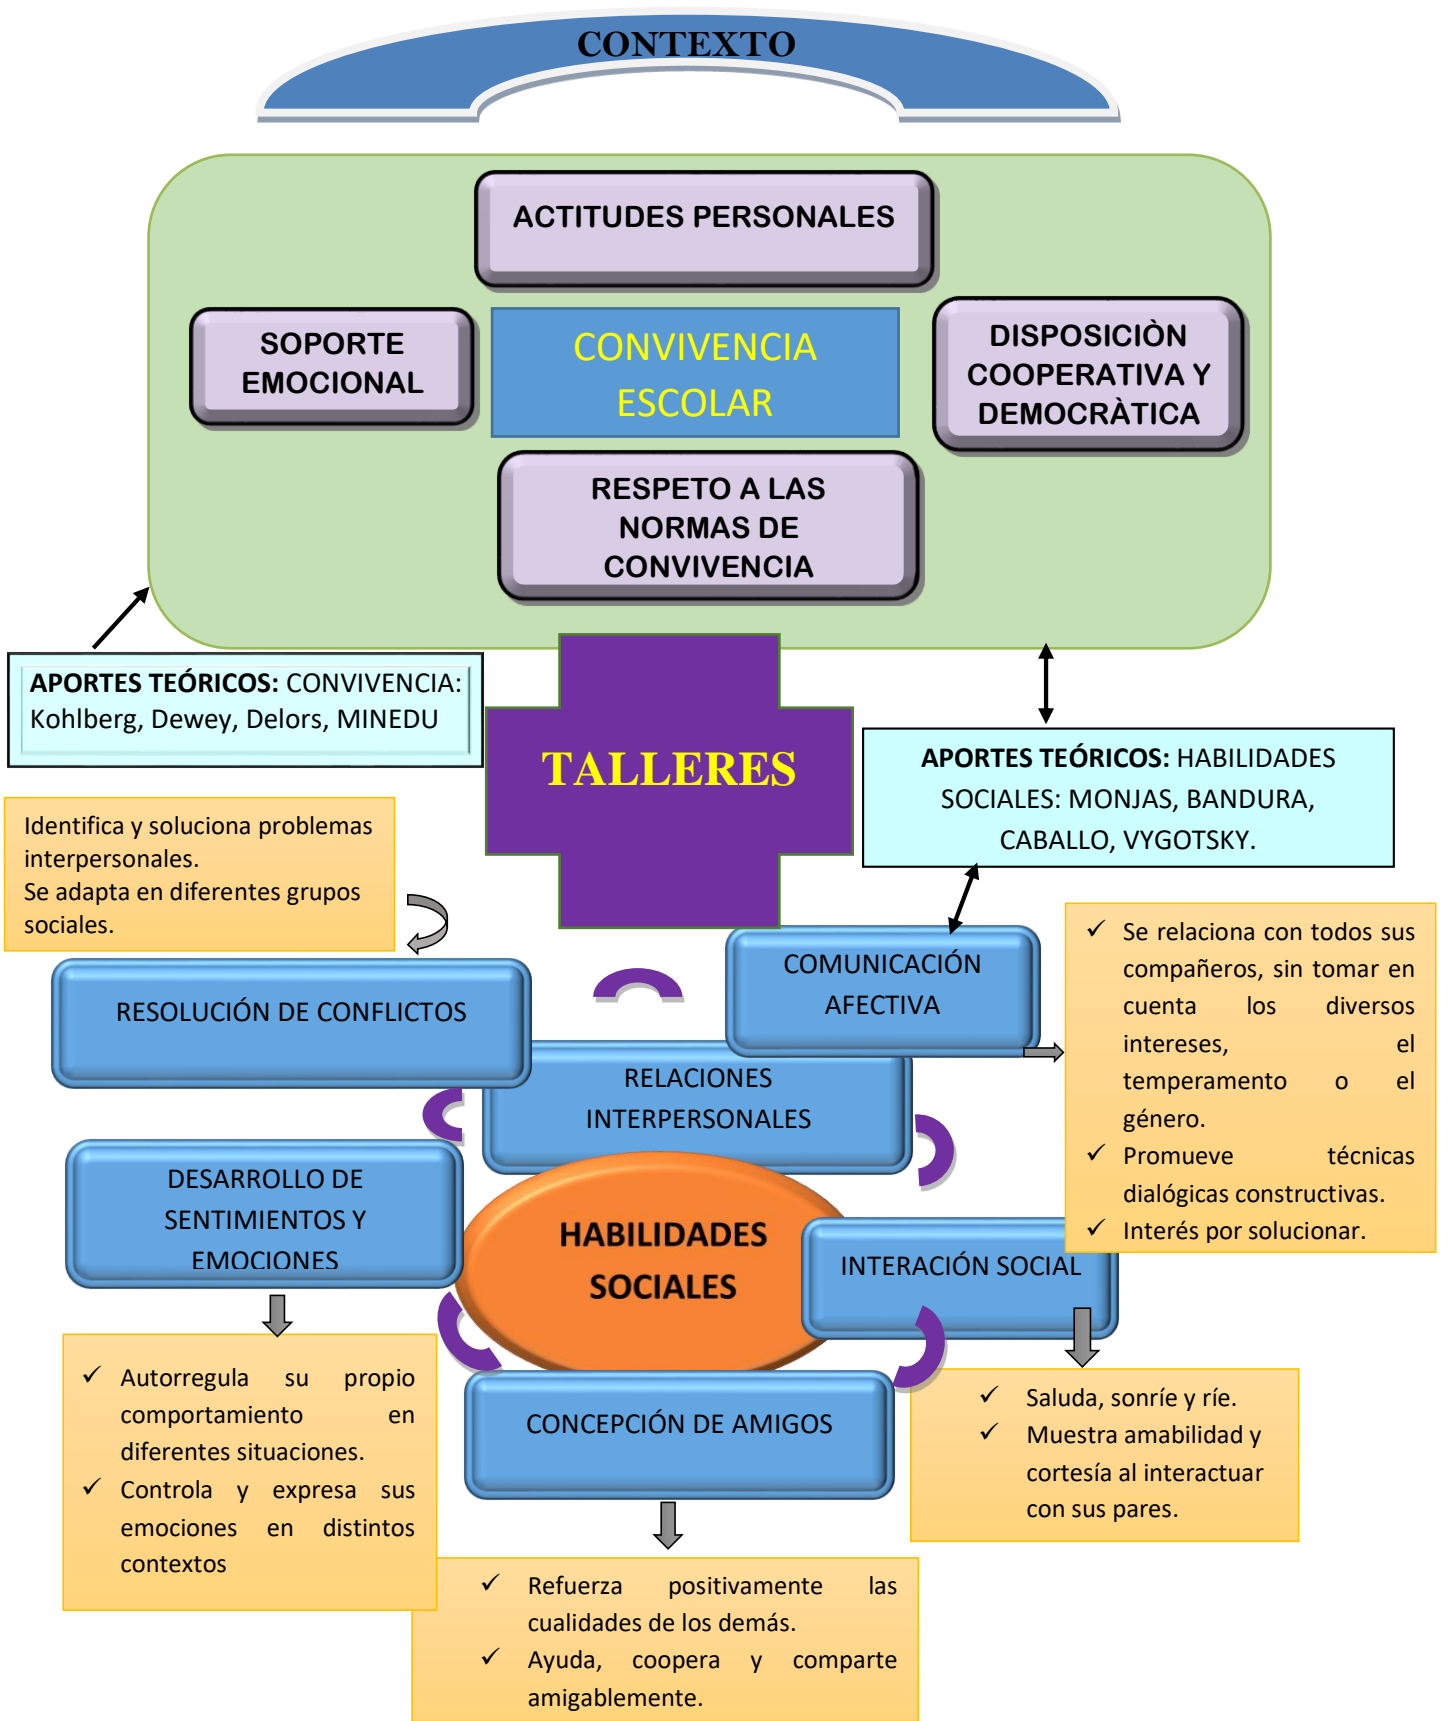 CONTEXTO
ACTITUDES PERSONALES
SOPORTE
EMOCIONAL
CONVIVENCIA
ESCOLAR
DISPOSICIÒN
COOPERATIVA Y
DEMOCRÀTICA
RESPETO A LAS
NORMAS DE
CONVIVENCIA
APORTES TEÓRICOS: CONVIVENCIA:
Kohlberg, Dewey, Delors, MINEDU
TALLERES
APORTES TEÓRICOS: HABILIDADES
SOCIALES: MONJAS, BANDURA,
CABALLO, VYGOTSKY.
Identifica y soluciona problemas
interpersonales.
Se adapta en diferentes grupos
sociales.
RESOLUCIÓN DE CONFLICTOS
COMUNICACIÓN
AFECTIVA
✓ Se relaciona con todos sus
compañeros, sin tomar en
cuenta los diversos
intereses, el
temperamento o el
género.
✓ Promueve técnicas
dialógicas constructivas.
✓ Interés por solucionar.
RELACIONES
INTERPERSONALES
DESARROLLO DE
SENTIMIENTOS Y
EMOCIONES
HABILIDADES
SOCIALES
INTERACIÓN SOCIAL
✓ Autorregula su propio
comportamiento en
diferentes situaciones.
✓ Controla y expresa sus
emociones en distintos
contextos
CONCEPCIÓN DE AMIGOS
✓ Saluda, sonríe y ríe.
✓ Muestra amabilidad y
cortesía al interactuar
con sus pares.
✓ Refuerza positivamente las
cualidades de los demás.
✓ Ayuda, coopera y comparte
amigablemente.